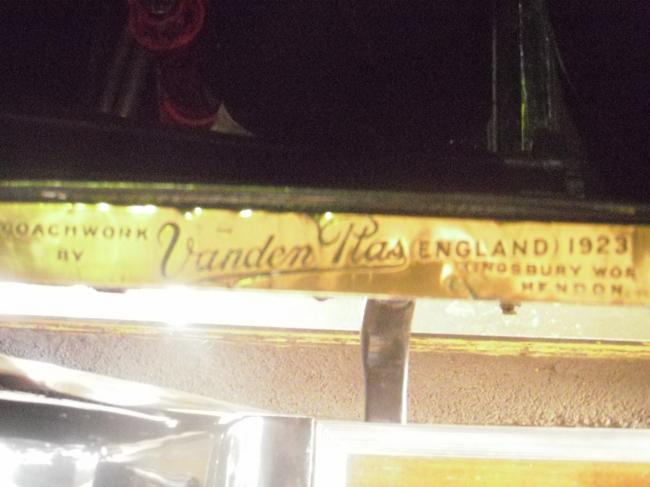 COACHWORK
BY
Vanden Plas (ENGLAND) 1923
KINGSBURY WOR
HENDON.